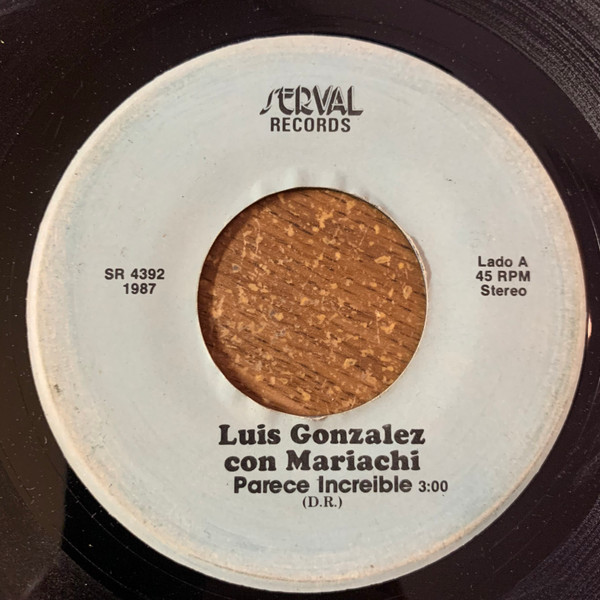 SERVAL
RECORDS
SR 4392
1987
Lado A
45 RPM
Stereo
Luis Gonzalez
con Mariachi
Parece Increible 3:00
(D.R.)